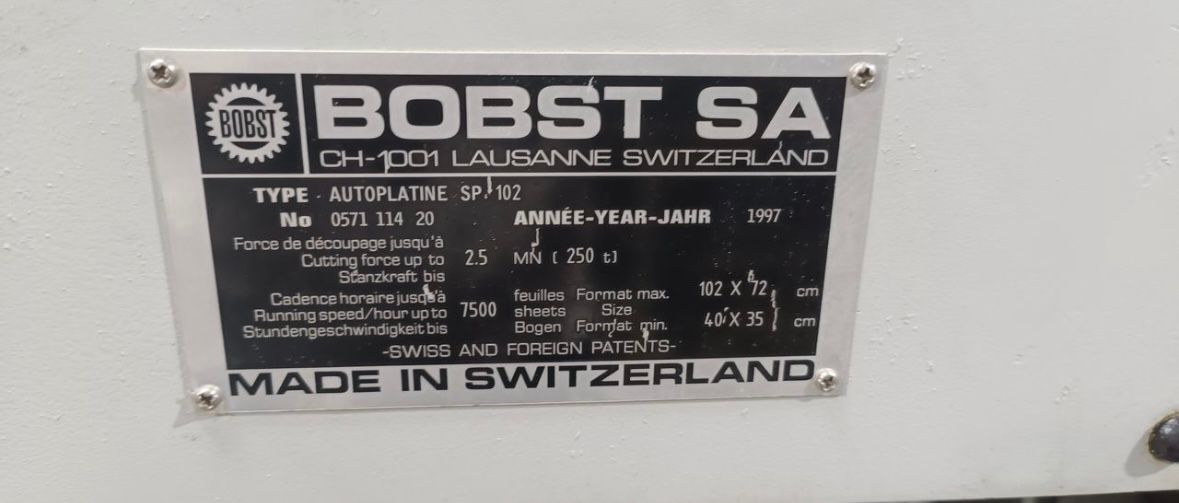 BOBST
BOBST SA
CH-1001 LAUSANNE SWITZERLAND
TYPE · AUTOPLATINE SP. 102
No 0571 114 20 ANNÉE-YEAR-JAHR 1997
Force de découpage jusqu'à
Cutting force up to 2.5 MN [ 250 t]
Stanzkraft bis
Cadence horaire jusqu'à feuilles Format max. 102 X 72 cm
Running speed/hour up to 7500 sheets Size
Stundengeschwindigkeit bis Bogen Format min. 40 X 35 cm
-SWISS AND FOREIGN PATENTS-
MADE IN SWITZERLAND